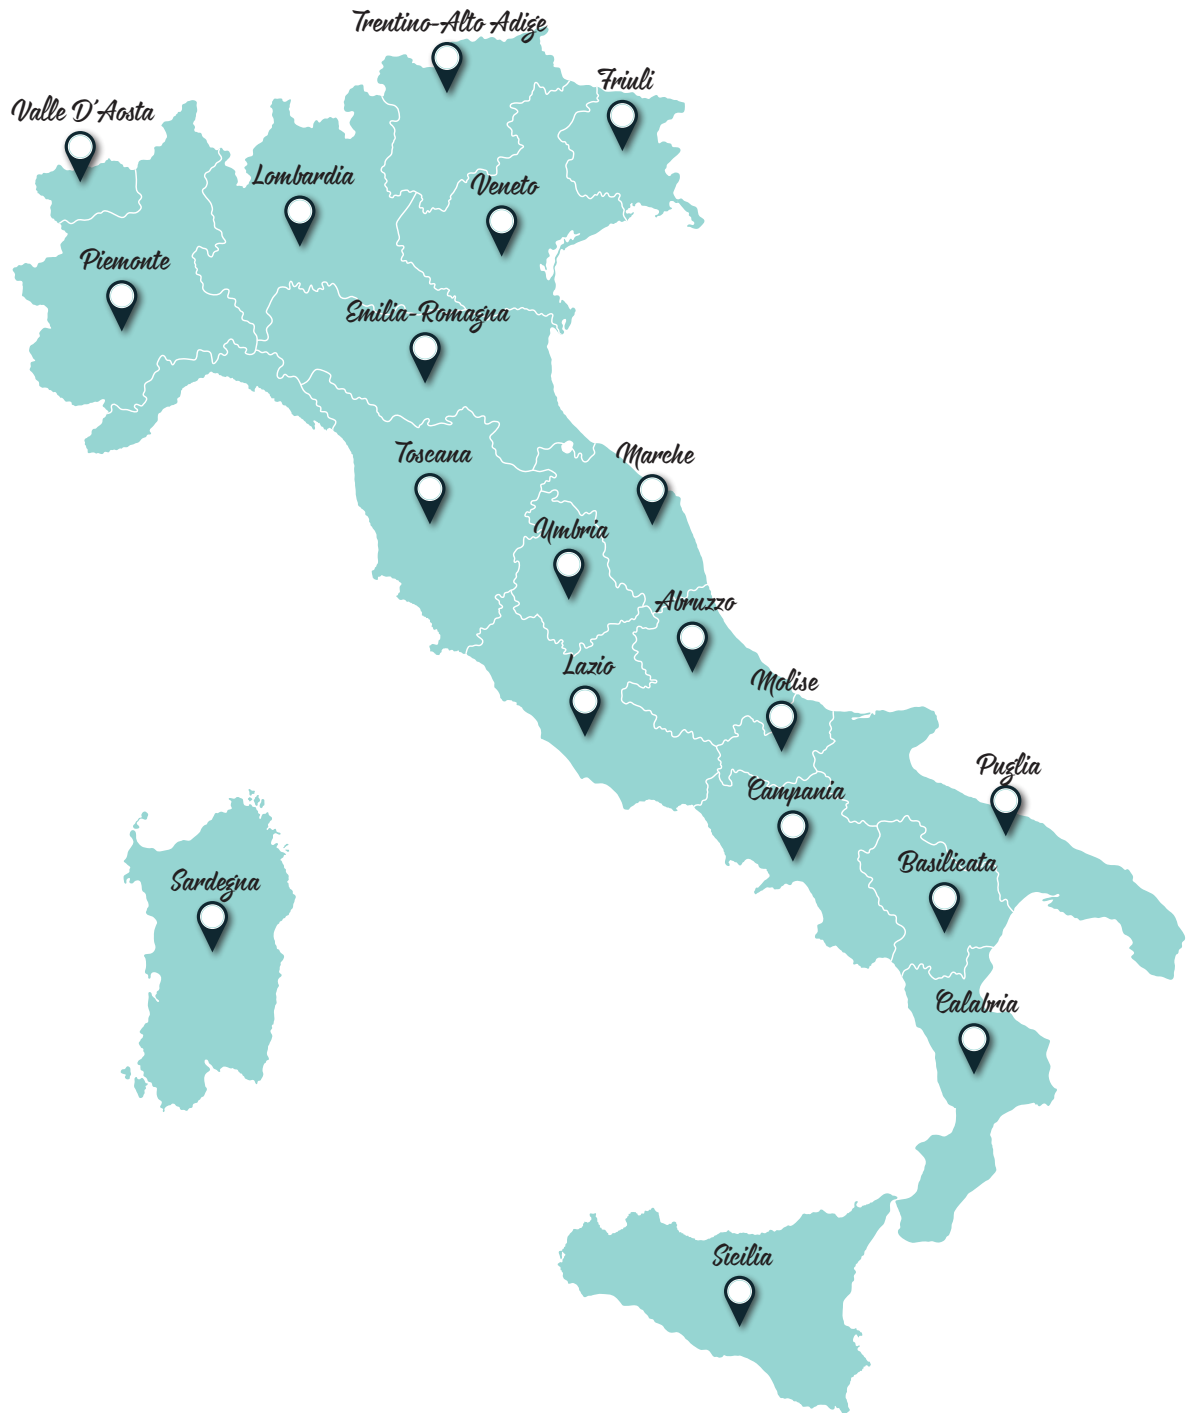 Trentino-Alto Adige
Friuli
Valle D'Aosta
Lombardia
Veneto
Piemonte
Emilia-Romagna
Toscana
Marche
Umbria
Abruzzo
Lazio
Molise
Puglia
Campania
Basilicata
Sardegna
Calabria
Sicilia